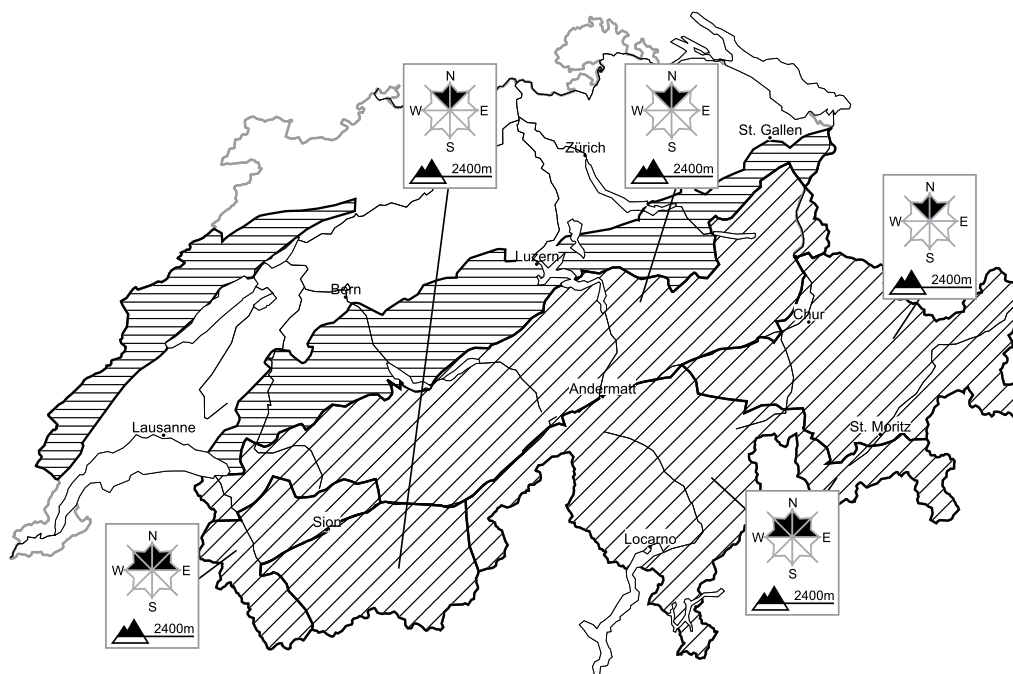 N
W E
S
2400m
N
W E
S
2400m
St. Gallen
Zürich
N
W E
S
2400m
Luzern
Bern
Chur
Andermatt
Lausanne
St. Moritz
Sion
Locarno
N
W E
S
2400m
N
W E
S
2400m